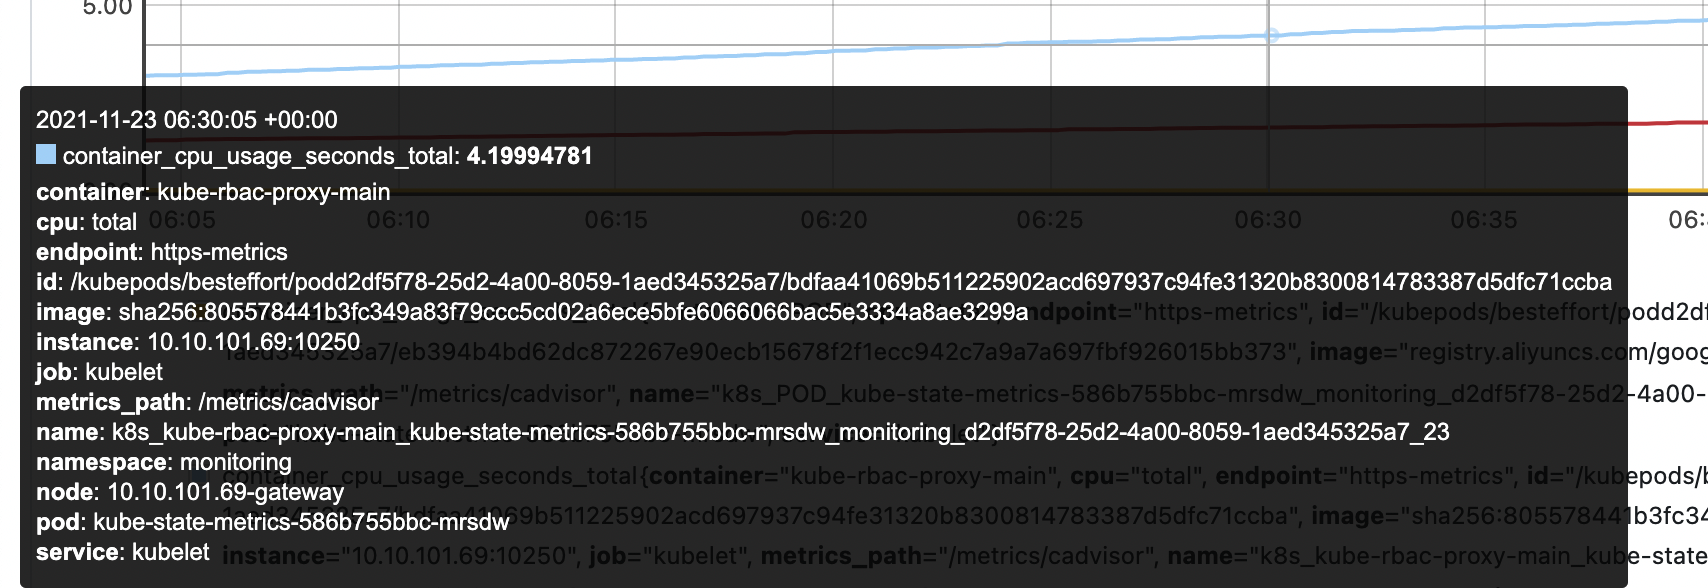 5.00
2021-11-23 06:30:05 +00:00
container_cpu_usage_seconds_total: 4.19994781
container: kube-rbac-proxy-main
cpu: total
06:05 06:10 06:15 06:20 06:25 06:30 06:35 06:
endpoint: https-metrics
id: /kubepods/besteffort/podd2df5f78-25d2-4a00-8059-1aed345325a7/bdfaa41069b511225902acd697937c94fe31320b8300814783387d5dfc71ccba
image: sha256:805578441b3fc349a83f79ccc5cd02a6ece5bfe6066066bac5e3334a8ae3299a
endpoint="https-metrics", id="/kubepods/besteffort/podd2df
instance: 10.10.101.69:10250
1aed345325a7/eb394b4bd62dc872267e90ecb15678f2f1ecc942c7a9a7a697fbf926015bb373", image="registry.aliyuncs.com/goog
job: kubelet
metrics_path: /metrics/cadvisor
metrics_path="/metrics/cadvisor", name="k8s_POD_kube-state-metrics-586b755bbc-mrsdw_monitoring_d2df5f78-25d2-4a00-
name: k8s_kube-rbac-proxy-main_kube-state-metrics-586b755bbc-mrsdw_monitoring_d2df5f78-25d2-4a00-8059-1aed345325a7_23
namespace: monitoring
container_cpu_usage_seconds_total{container="kube-rbac-proxy-main", cpu="total", endpoint="https-metrics", id="/kubepods/b
node: 10.10.101.69-gateway
pod: kube-state-metrics-586b755bbc-mrsdw
1aed345325a7/bdfaa41069b511225902acd697937c94fe31320b8300814783387d5dfc71ccba", image="sha256:805578441b3fc34
service: kubelet
instance="10.10.101.69:10250", job="kubelet", metrics_path="/metrics/cadvisor", name="k8s_kube-rbac-proxy-main_kube-state